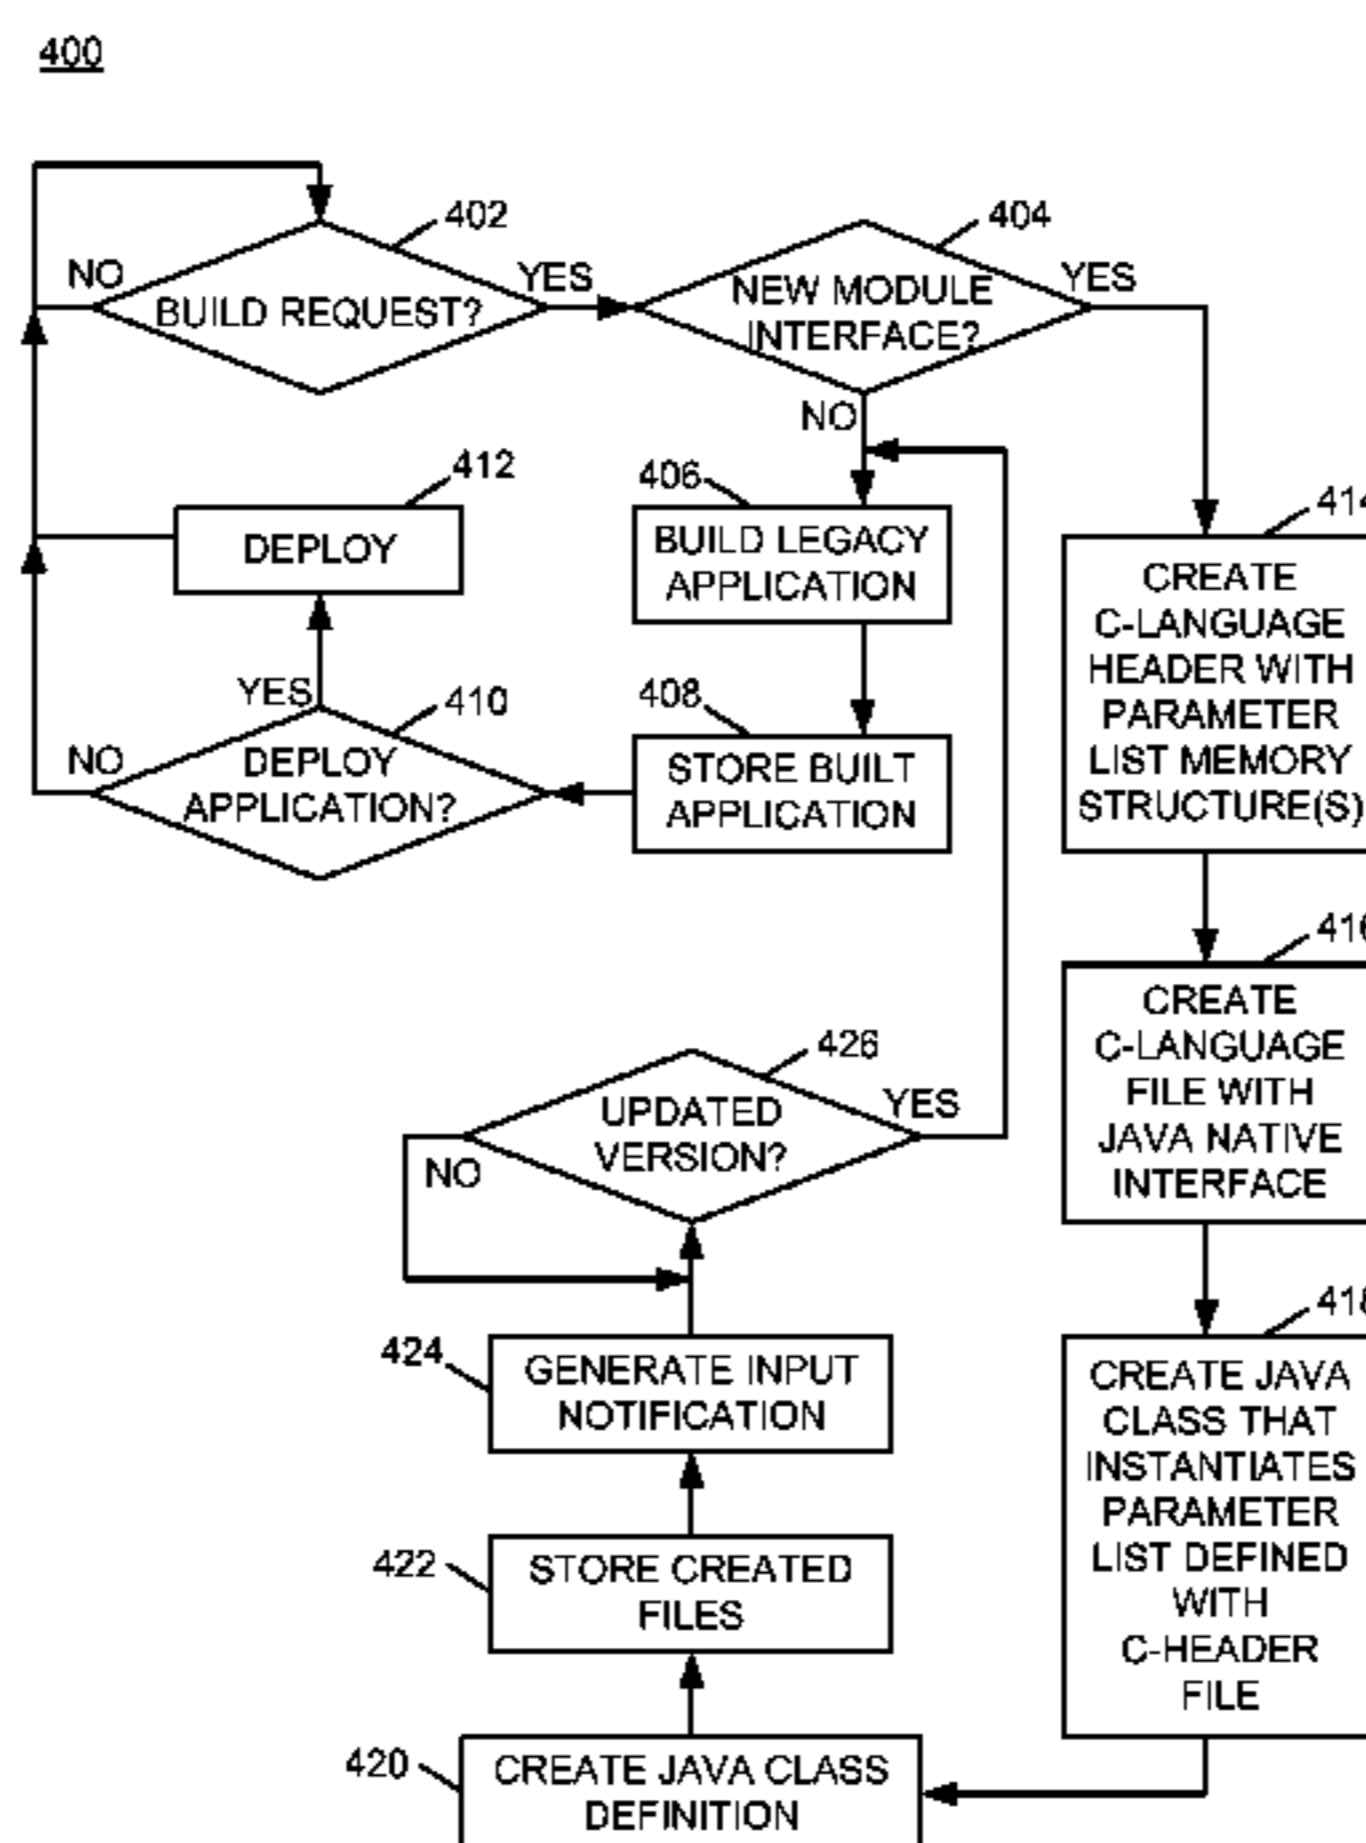 400
402
NO
YES
BUILD REQUEST?
404
YES
NEW MODULE
INTERFACE?
NO
412
DEPLOY
406
BUILD LEGACY
APPLICATION
408
STORE BUILT
APPLICATION
YES
410
NO
DEPLOY
APPLICATION?
414
CREATE
C-LANGUAGE
HEADER WITH
PARAMETER
LIST MEMORY
STRUCTURE(S)
416
CREATE
C-LANGUAGE
FILE WITH
JAVA NATIVE
INTERFACE
418
CREATE JAVA
CLASS THAT
INSTANTIATES
PARAMETER
LIST DEFINED
WITH
C-HEADER
FILE
426
UPDATED
VERSION?
YES
NO
424
GENERATE INPUT
NOTIFICATION
422
STORE CREATED
FILES
420
CREATE JAVA CLASS
DEFINITION